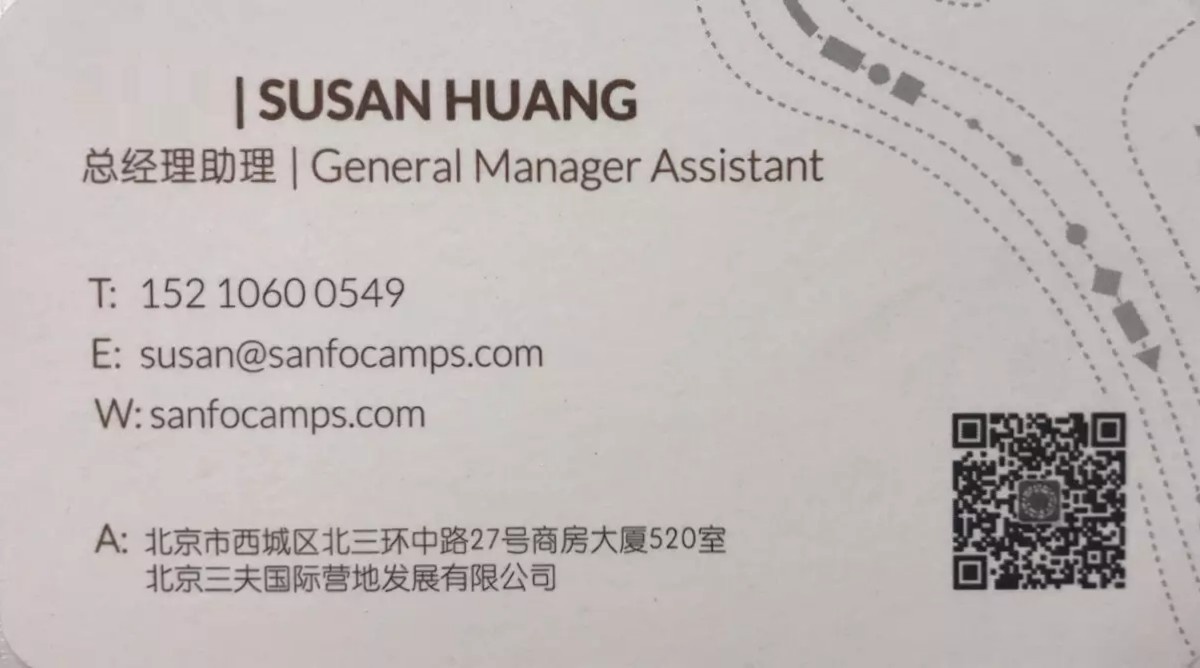 | SUSAN HUANG
总经理助理 | General Manager Assistant
T: 152 1060 0549
E: susan@sanfocamps.com
W: sanfocamps.com
A: 北京市西城区北三环中路27号商房大厦520室
北京三夫国际营地发展有限公司